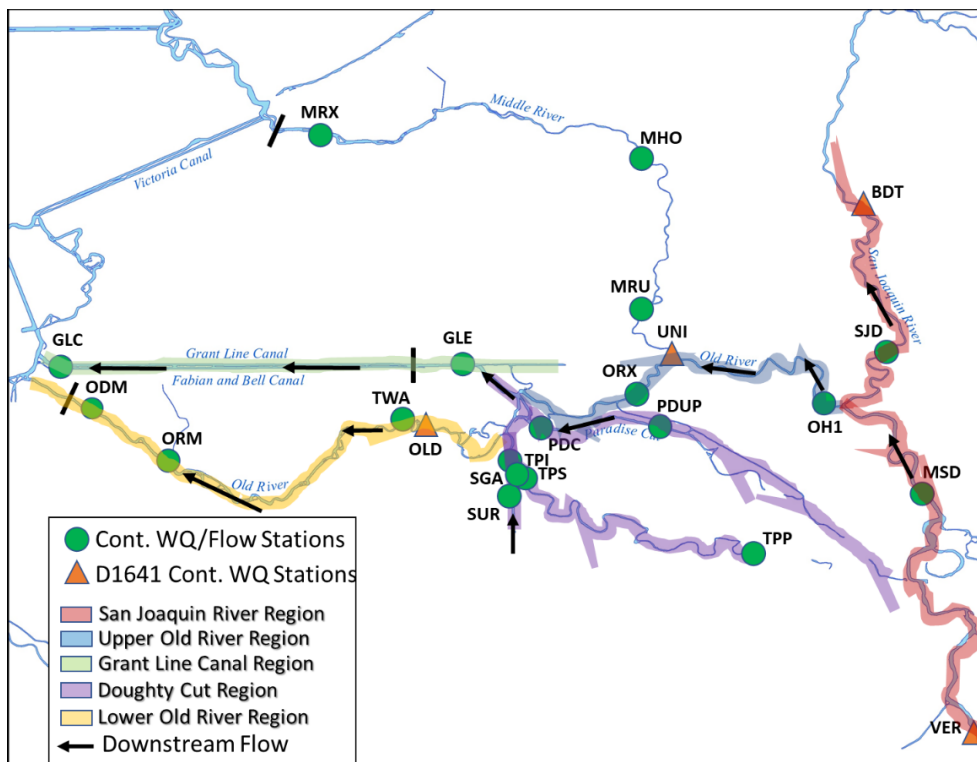 MRX
Middle River
MHO
Victoria Canal
BDT
San Joaquin River
MRU
UNI
SJD
GLC
Grant Line Canal
GLE
Old River
Fabian and Bell Canal
ODM
TWA
ORX
PDUP
OH1
OLD
PDC
Paradise Cut
ORM
TPI
SGA
TPS
MSD
Old River
SUR
TPP
VER
Cont. WQ/Flow Stations
D1641 Cont. WQ Stations
San Joaquin River Region
Upper Old River Region
Grant Line Canal Region
Doughty Cut Region
Lower Old River Region
Downstream Flow